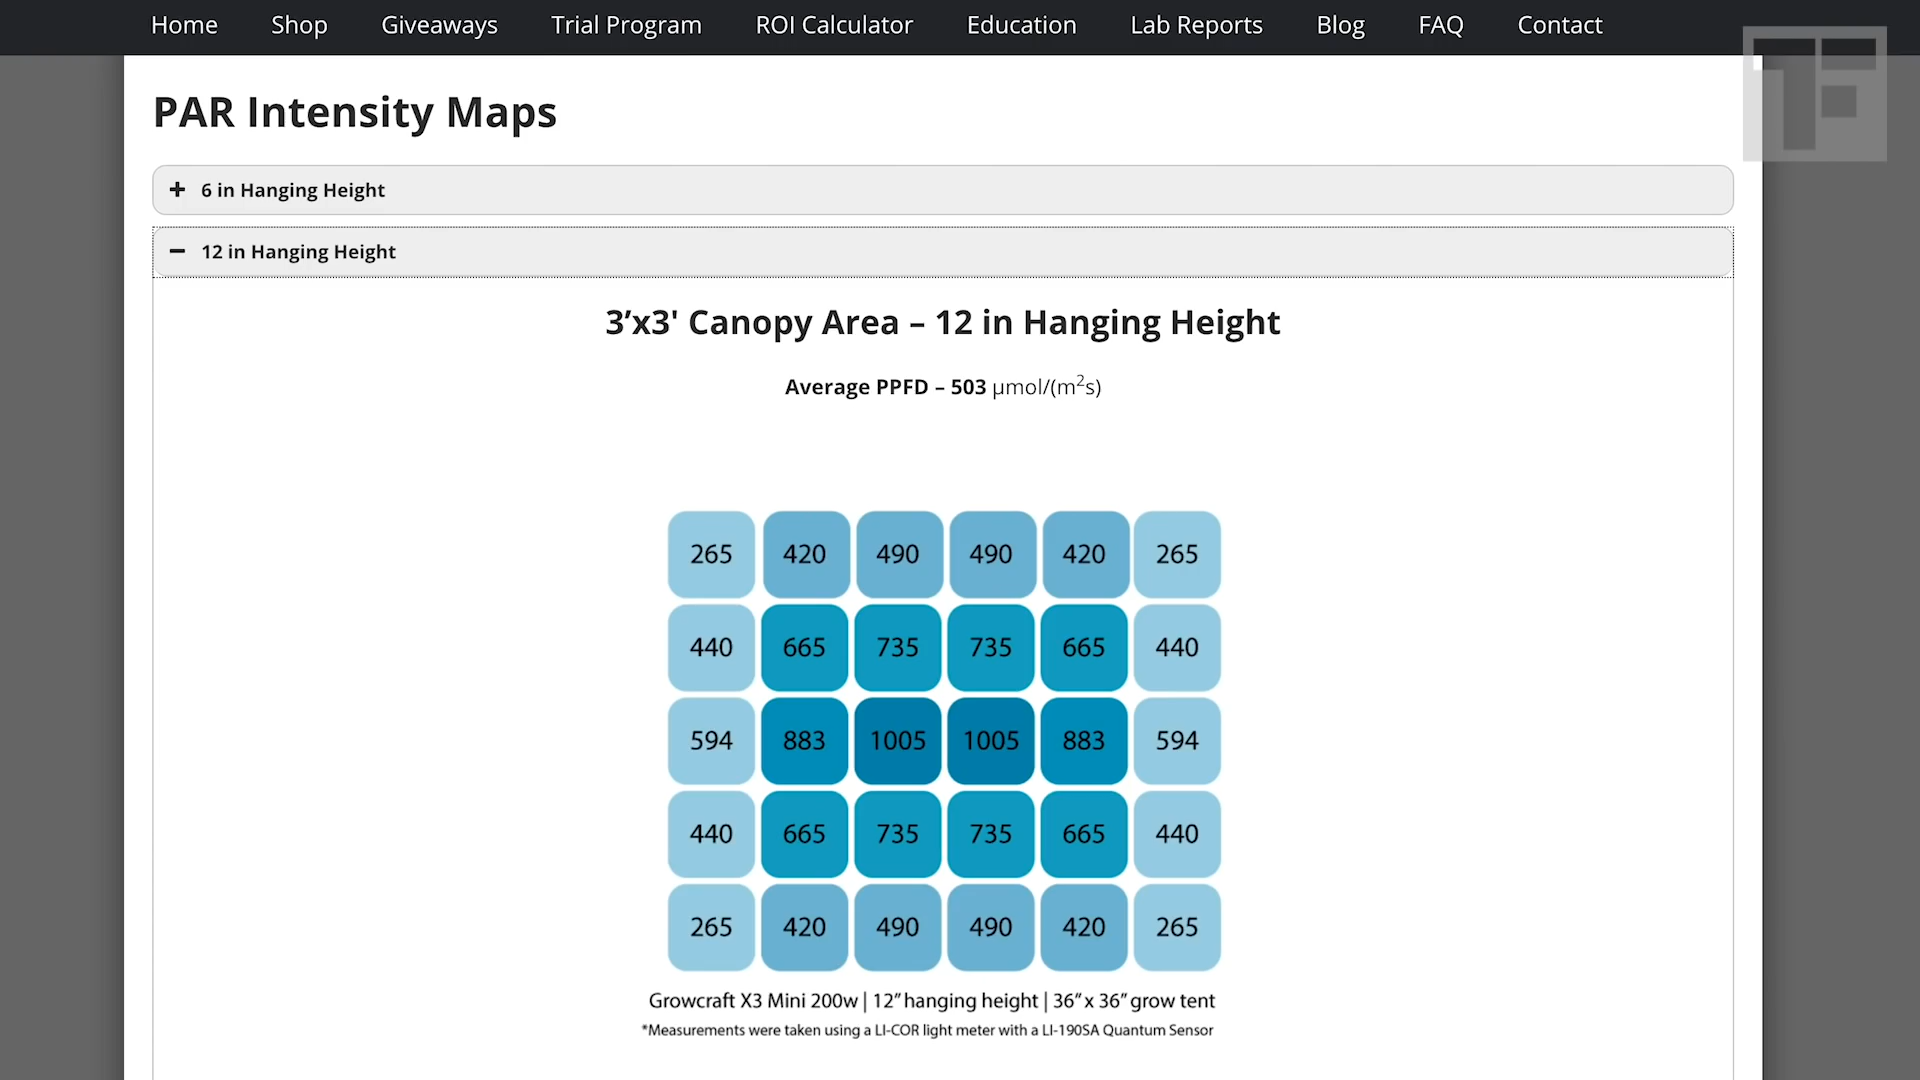 Home Shop Giveaways Trial Program ROI Calculator Education Lab Reports Blog FAQ Contact
PAR Intensity Maps
+ 6 in Hanging Height
− 12 in Hanging Height
3’x3' Canopy Area – 12 in Hanging Height
Average PPFD – 503 μmol/(m²s)
265 420 490 490 420 265
440 665 735 735 665 440
594 883 1005 1005 883 594
440 665 735 735 665 440
265 420 490 490 420 265
Growcraft X3 Mini 200w | 12” hanging height | 36” x 36” grow tent
*Measurements were taken using a LI-COR light meter with a LI-190SA Quantum Sensor